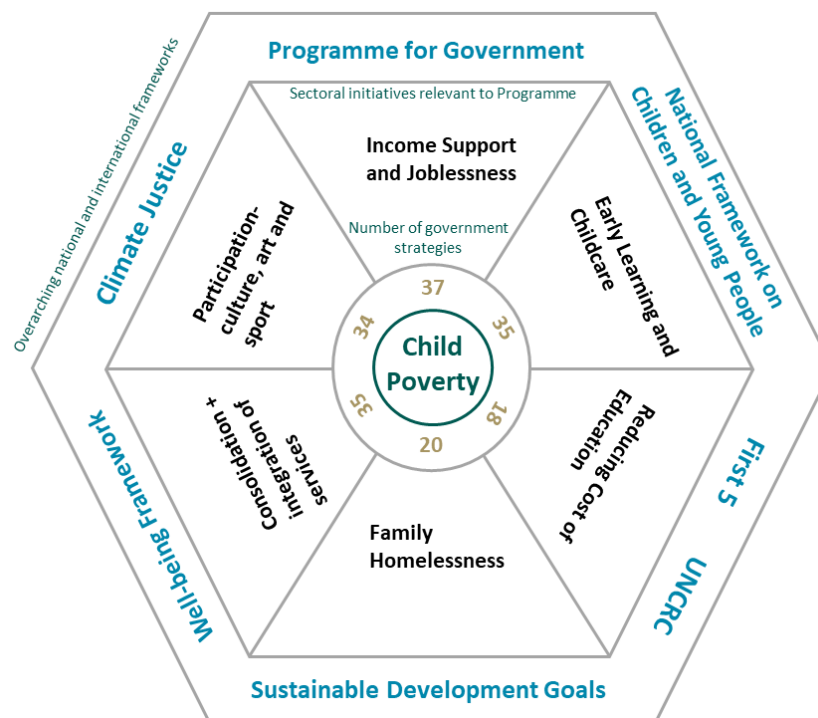 Programme for Government
Overarching national and international frameworks
Sectoral initiatives relevant to Programme
National Framework on
Children and Young People
Climate Justice
Income Support
and Joblessness
Participation-
culture, art and
sport
Early Learning and
Childcare
Number of government
strategies
37
34
35
Child
Poverty
35
18
20
Consolidation +
integration of
services
Reducing Cost of
Education
Family
Homelessness
Well-being Framework
First 5
UNCRC
Sustainable Development Goals